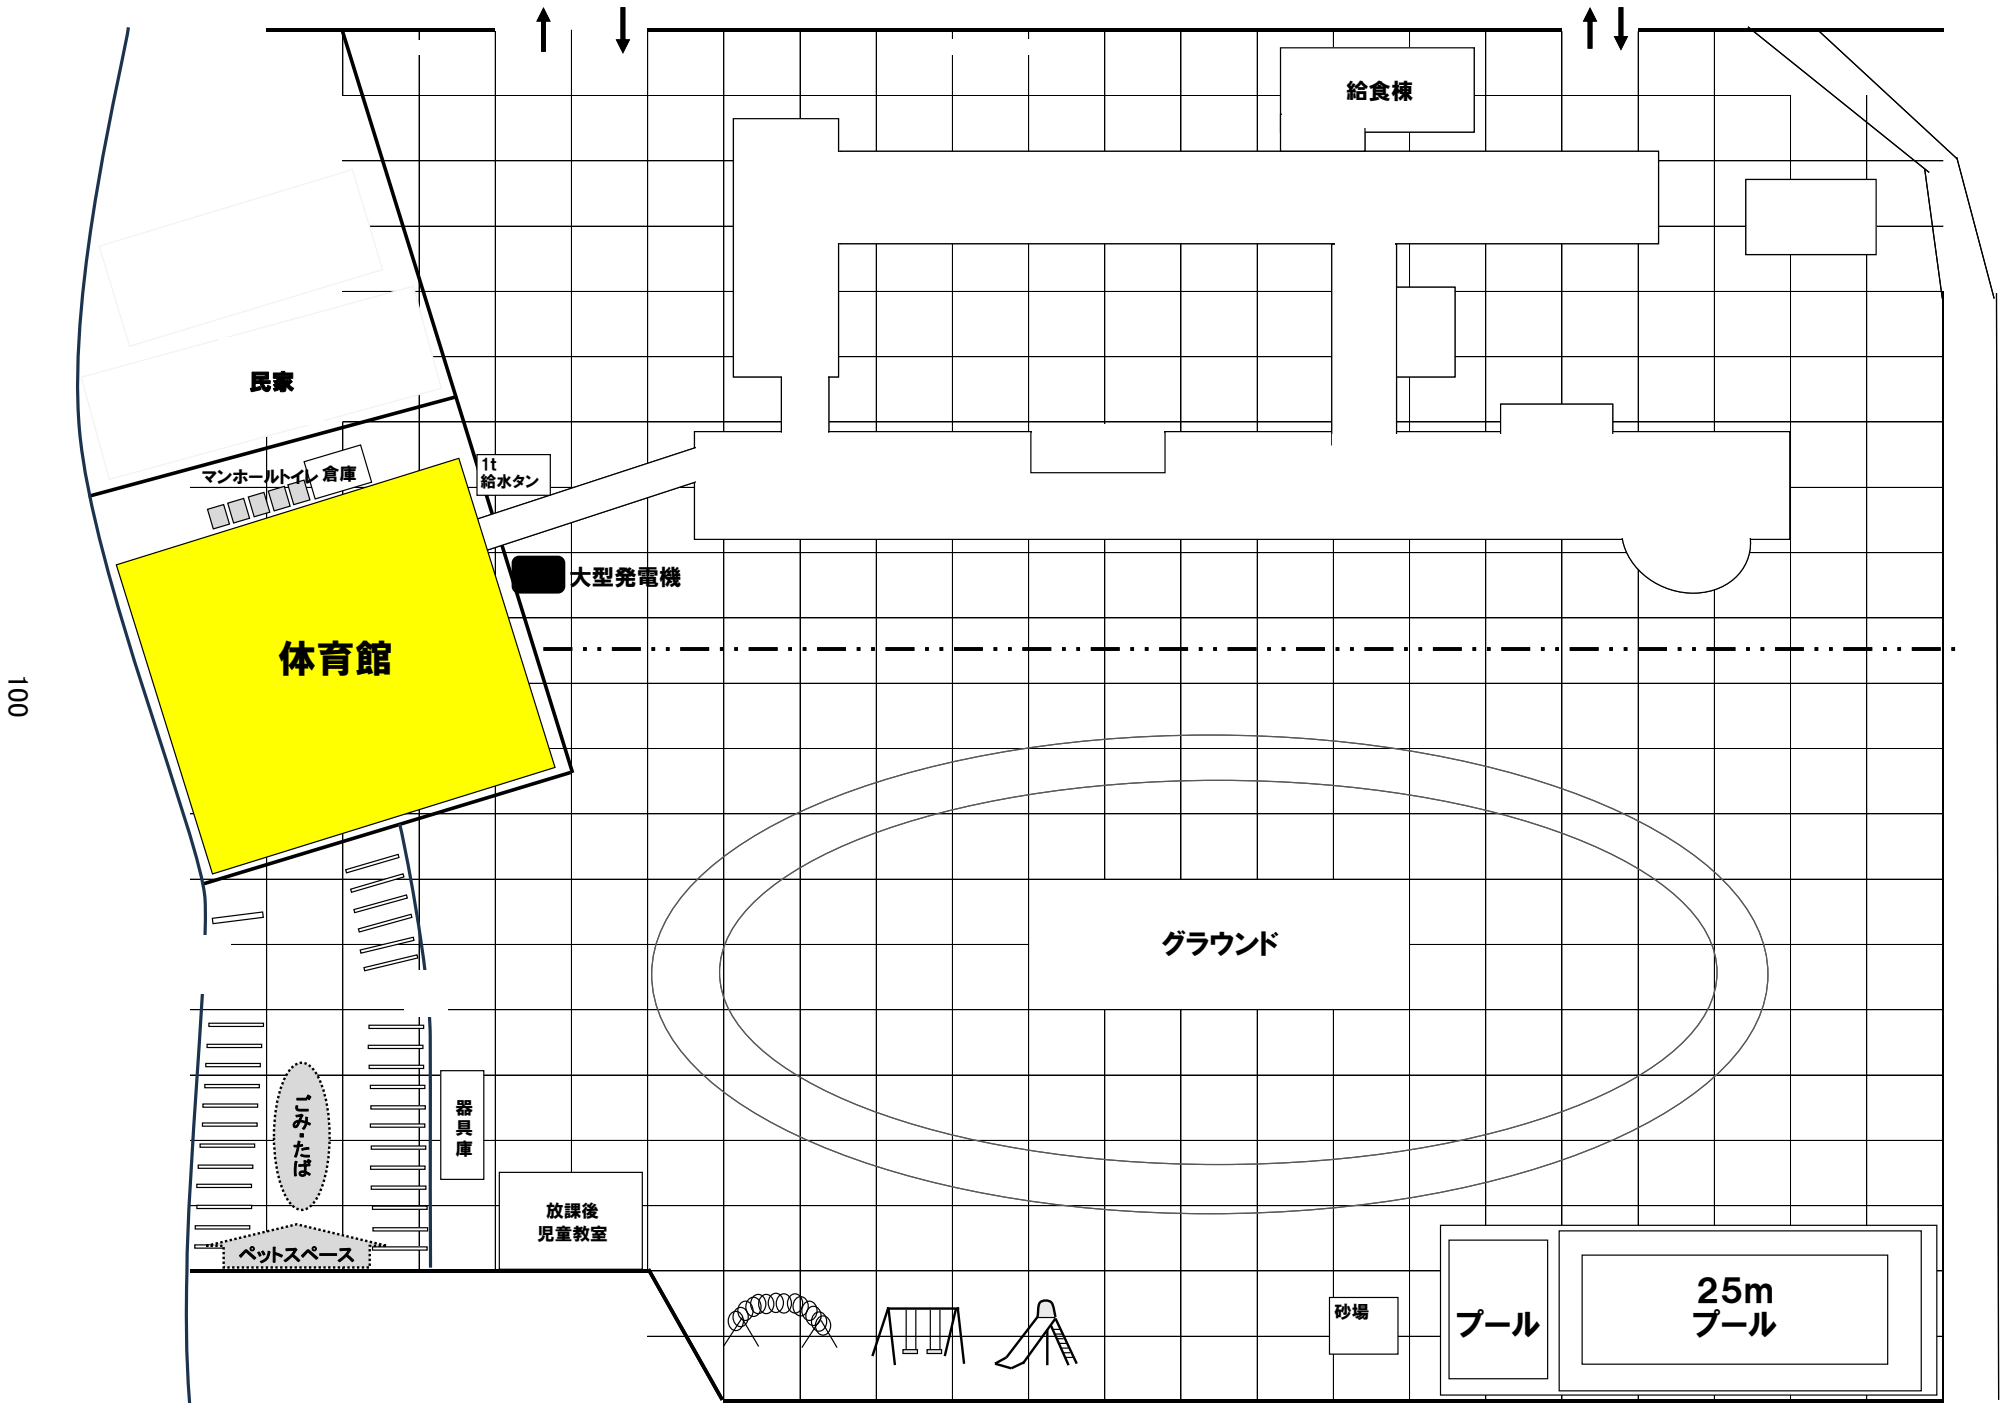 給食棟
民家
マンホールトイレ
倉庫
1t
給水タン
大型発電機
体育館
100
グラウンド
ごみ・たば
器具庫
放課後
児童教室
ペットスペース
砂場
プール
25m
プール